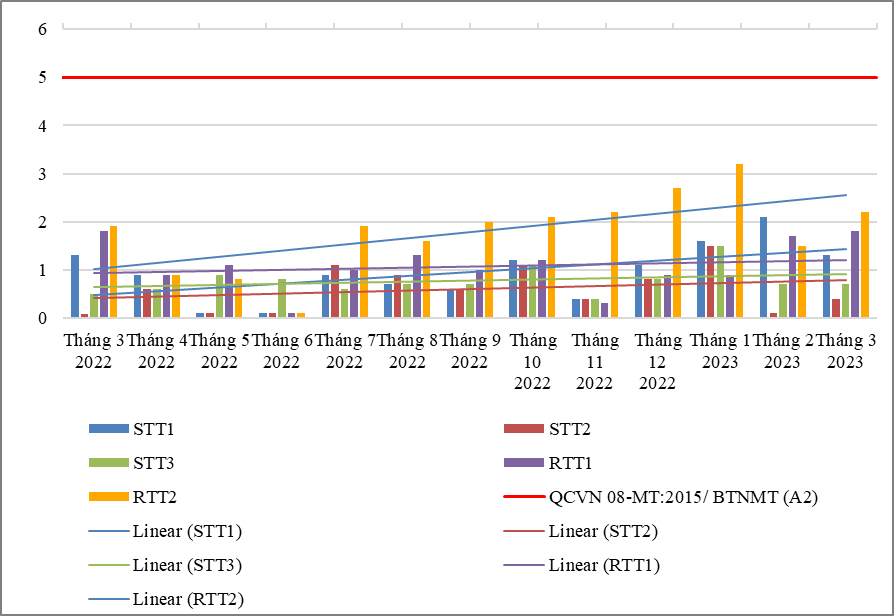 6
5
4
3
2
1
0
Tháng 3 Tháng 4 Tháng 5 Tháng 6 Tháng 7 Tháng 8 Tháng 9 Tháng Tháng Tháng Tháng 1 Tháng 2 Tháng 3
2022 2022 2022 2022 2022 2022 2022 10 11 12 2023 2023 2023
2022 2022 2022
STT1 STT2
STT3 RTT1
RTT2 QCVN 08-MT:2015/ BTNMT (A2)
Linear (STT1) Linear (STT2)
Linear (STT3) Linear (RTT1)
Linear (RTT2)